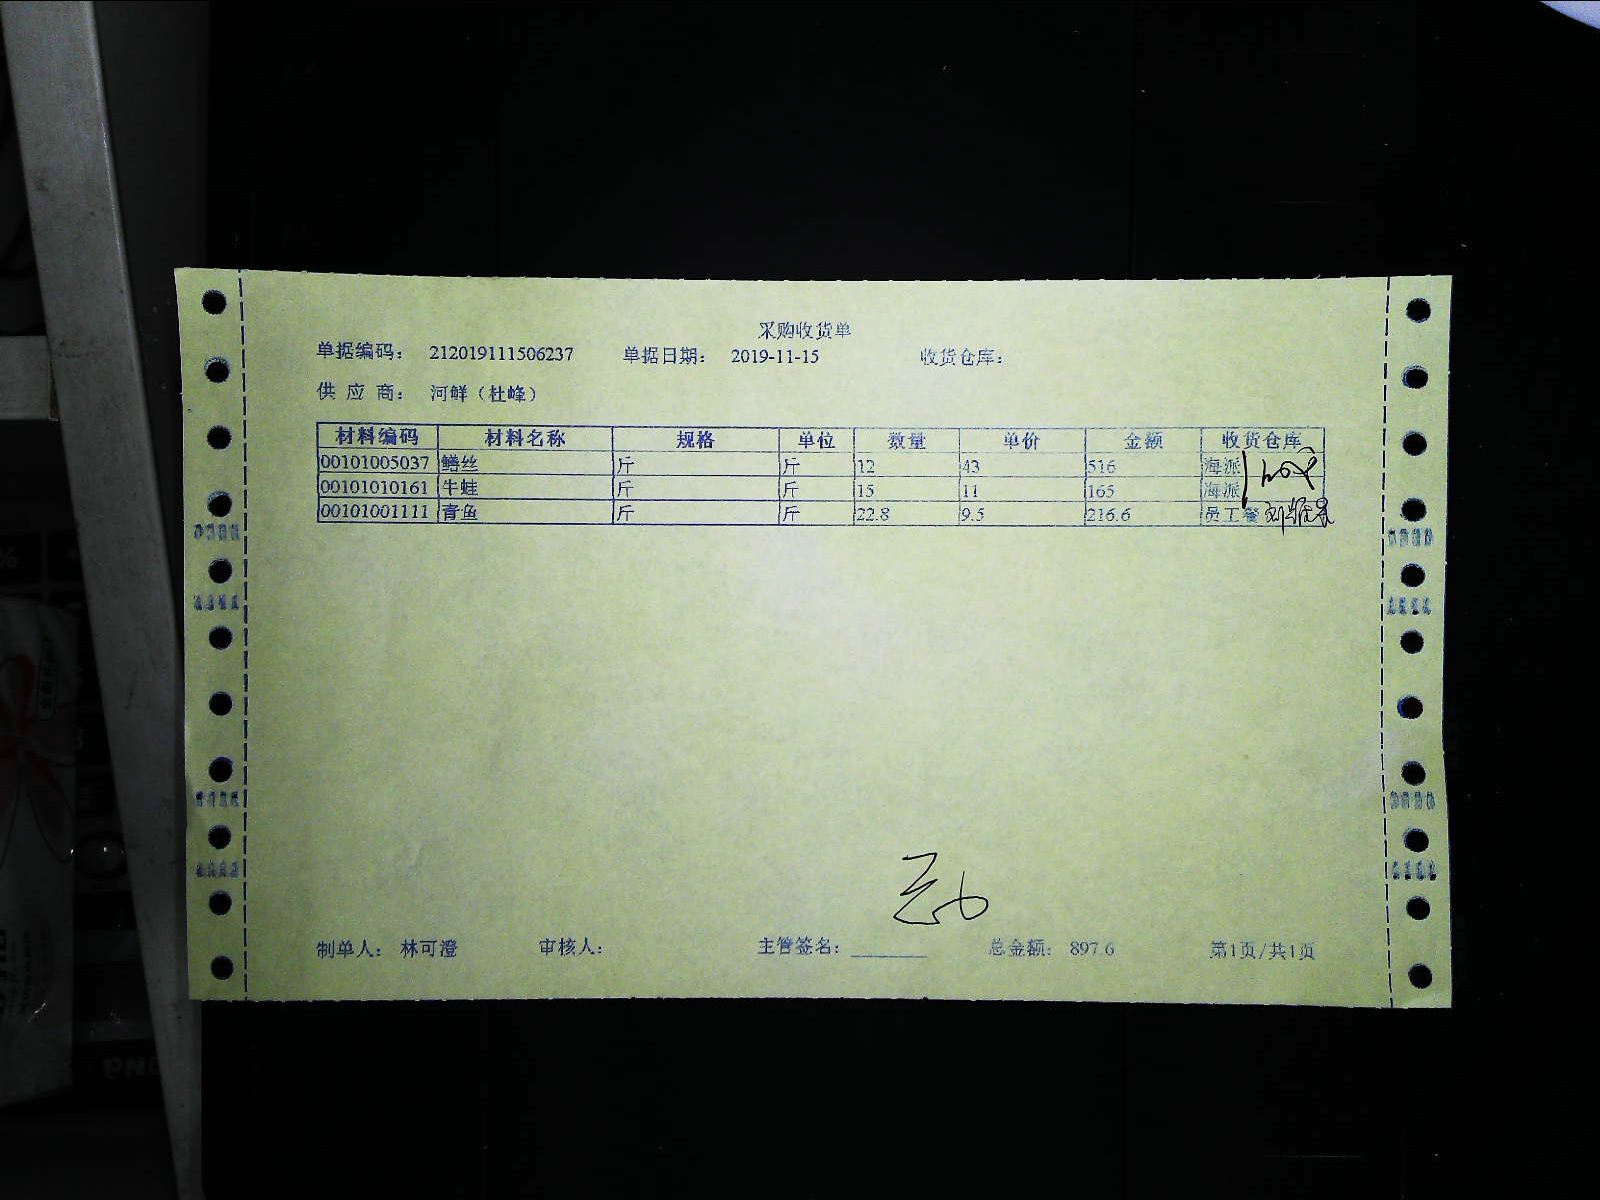 采购收货单
单据编码： 212019111506237 单据日期： 2019-11-15 收货仓库：
供 应 商： 河鲜（杜峰）
材料编码 材料名称 规格 单位 数量 单价 金额 收货仓库
00101005037 鳝丝 斤 斤 12 43 516 海派
00101010161 牛蛙 斤 斤 15 11 165 海派
00101001111 青鱼 斤 斤 22.8 9.5 216.6 员工餐
制单人： 林可澄 审核人： 主管签名： 总金额： 897.6 第1页/共1页